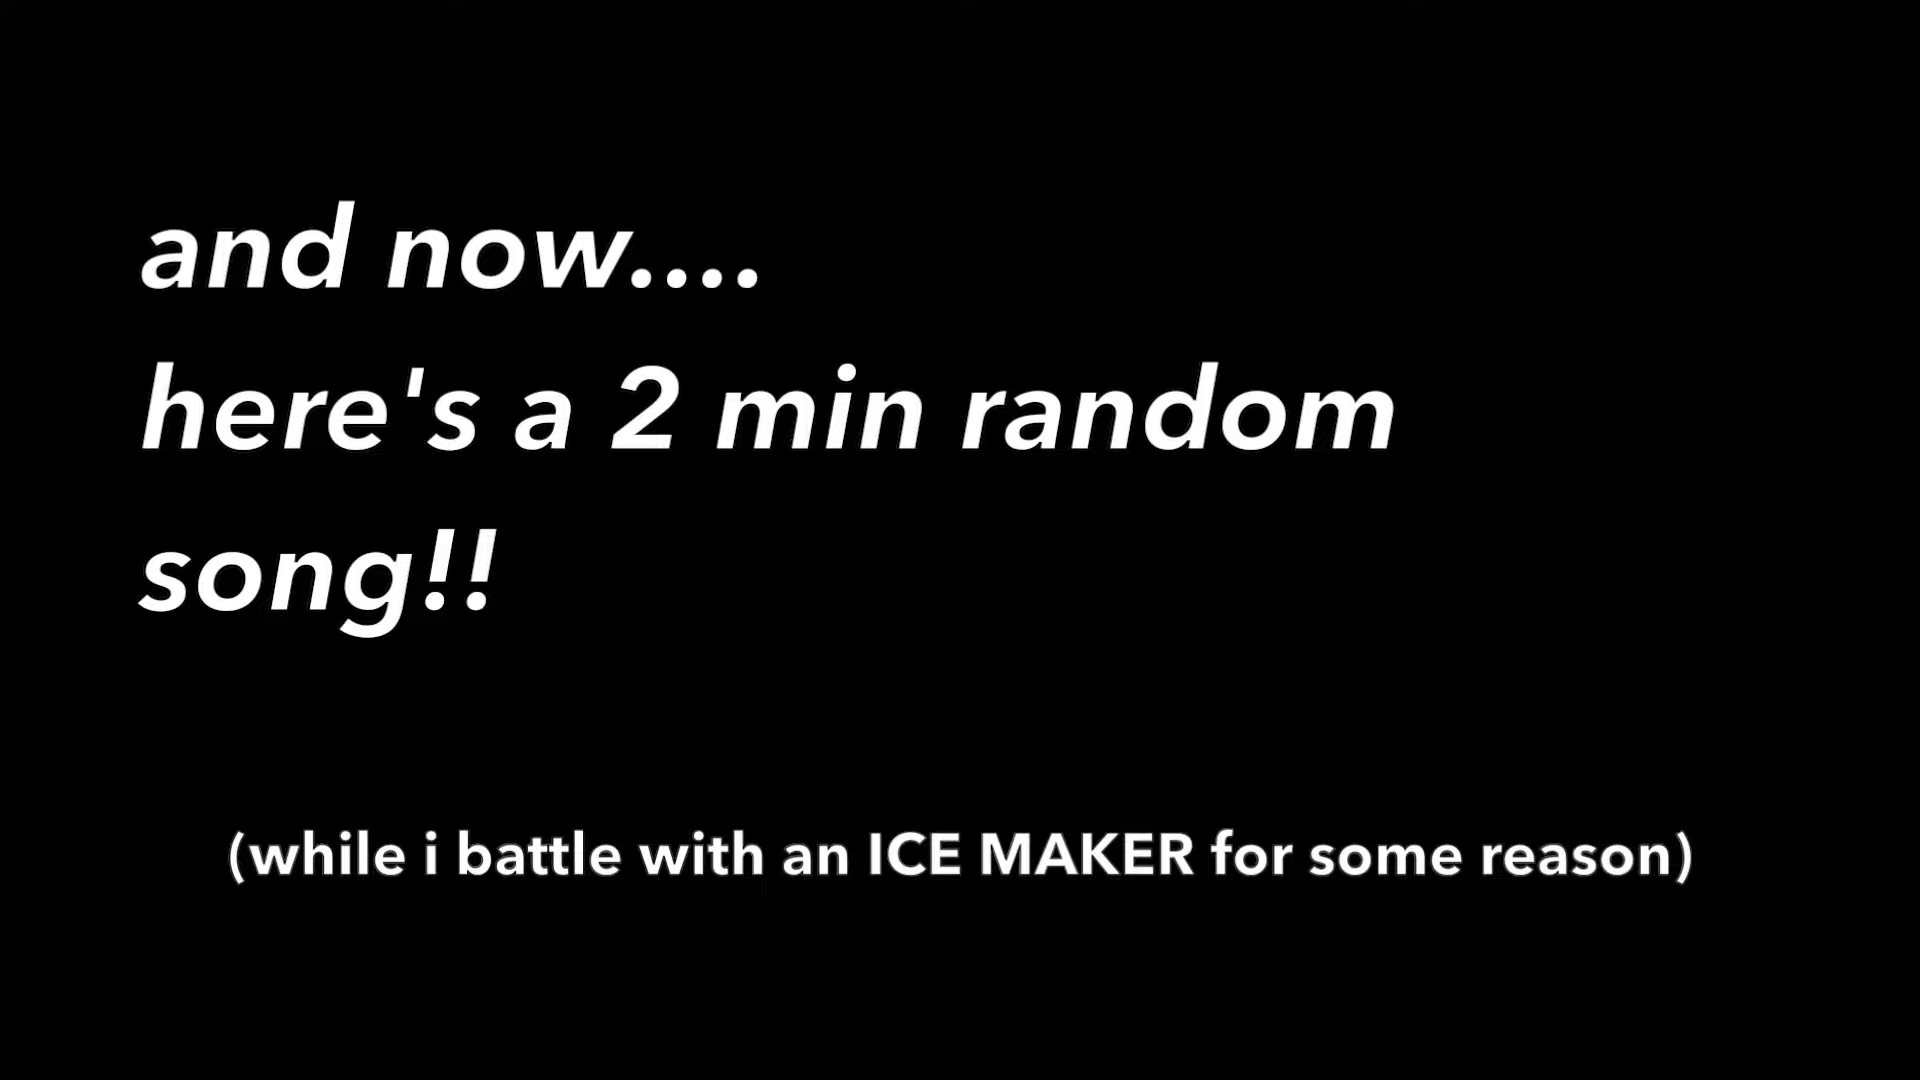 and now....
here's a 2 min random
song!!
(while i battle with an ICE MAKER for some reason)